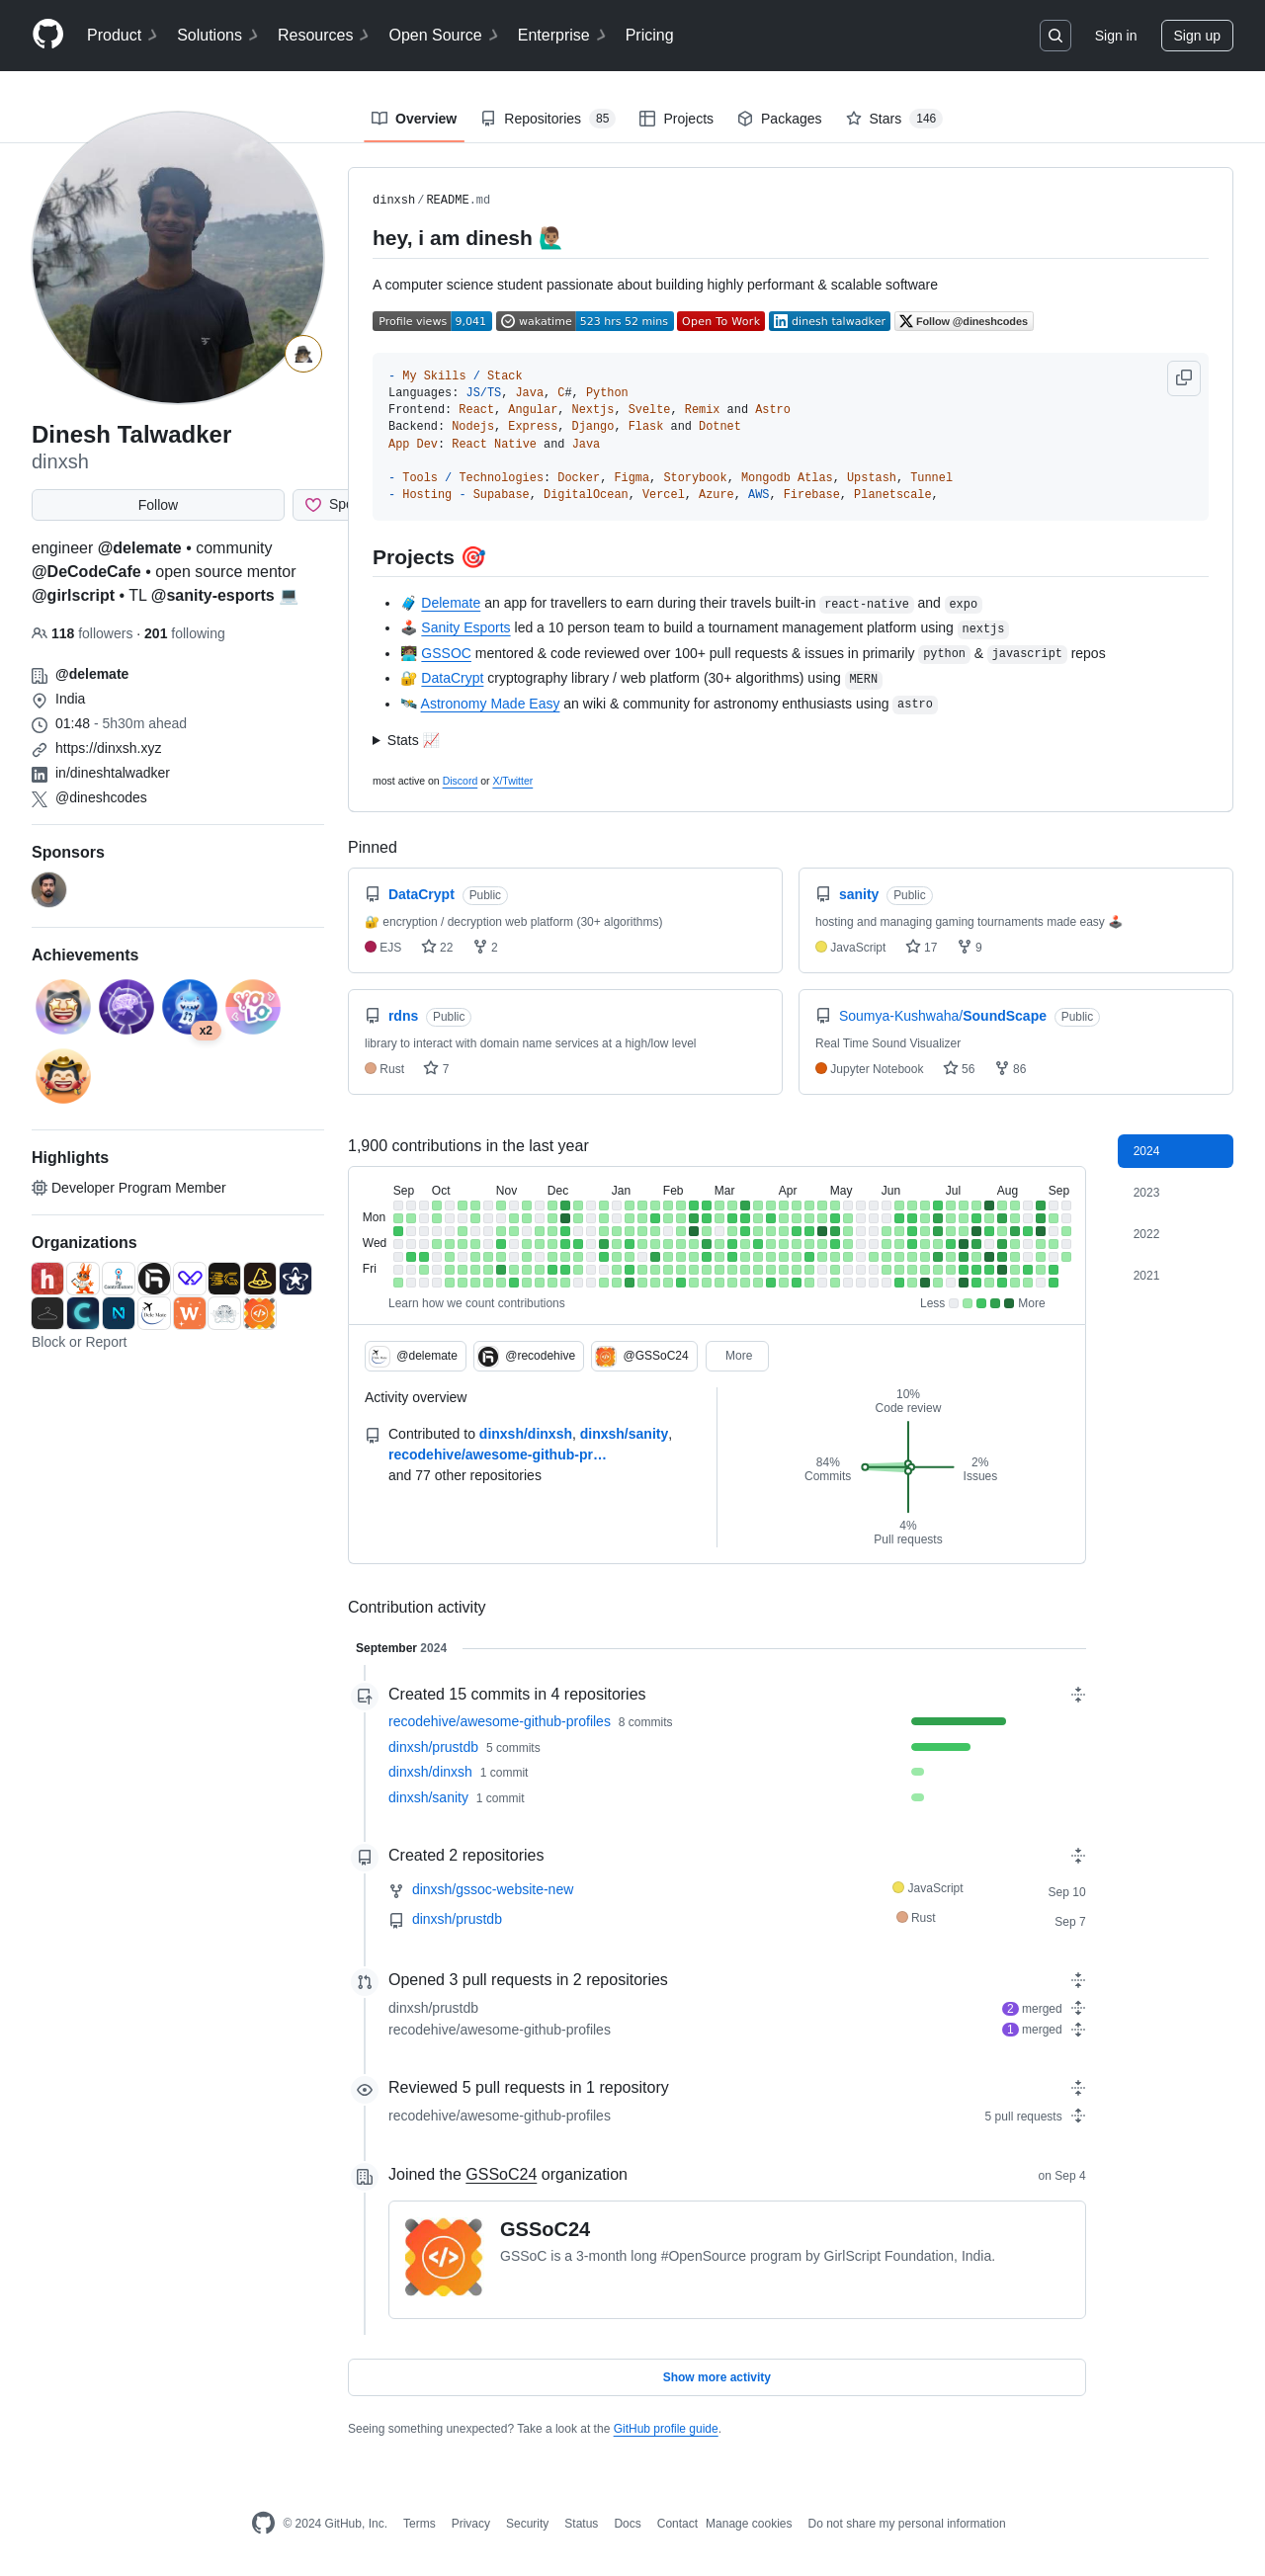 Product
Solutions
Resources
Open Source
Enterprise
Pricing
Sign in
Sign up
Overview
Repositories 85
Projects
Packages
Stars 146
Dinesh Talwadker
dinxsh
Follow
Spo
engineer @delemate • community
@DeCodeCafe • open source mentor
@girlscript • TL @sanity-esports 💻
118 followers · 201 following
@delemate
India
01:48 - 5h30m ahead
https://dinxsh.xyz
in/dineshtalwadker
@dineshcodes
Sponsors
Achievements
YOLO
x2
Highlights
Developer Program Member
Organizations
Block or Report
dinxsh/README.md
hey, i am dinesh 🙋🏽‍♂️
A computer science student passionate about building highly performant & scalable software
Profile views 9,041
wakatime 523 hrs 52 mins
Open To Work
dinesh talwadker
Follow @dineshcodes
- My Skills / Stack
Languages: JS/TS, Java, C#, Python
Frontend: React, Angular, Nextjs, Svelte, Remix and Astro
Backend: Nodejs, Express, Django, Flask and Dotnet
App Dev: React Native and Java
- Tools / Technologies: Docker, Figma, Storybook, Mongodb Atlas, Upstash, Tunnel
- Hosting - Supabase, DigitalOcean, Vercel, Azure, AWS, Firebase, Planetscale,
Projects 🎯
• 🧳 Delemate an app for travellers to earn during their travels built-in react-native and expo
• 🕹️ Sanity Esports led a 10 person team to build a tournament management platform using nextjs
• 👨🏽‍💻 GSSOC mentored & code reviewed over 100+ pull requests & issues in primarily python & javascript repos
• 🔐 DataCrypt cryptography library / web platform (30+ algorithms) using MERN
• 🛰️ Astronomy Made Easy an wiki & community for astronomy enthusiasts using astro
Stats 📈
most active on Discord or X/Twitter
Pinned
DataCrypt Public
🔐 encryption / decryption web platform (30+ algorithms)
EJS 22 2
sanity Public
hosting and managing gaming tournaments made easy 🕹️
JavaScript 17 9
rdns Public
library to interact with domain name services at a high/low level
Rust 7
Soumya-Kushwaha/SoundScape Public
Real Time Sound Visualizer
Jupyter Notebook 56 86
1,900 contributions in the last year
2024
2023
2022
2021
Sep Oct Nov Dec Jan Feb Mar Apr May Jun Jul Aug Sep
Mon
Wed
Fri
Learn how we count contributions
Less More
@delemate
@recodehive
@GSSoC24
More
Activity overview
Contributed to dinxsh/dinxsh, dinxsh/sanity,
recodehive/awesome-github-pr…
and 77 other repositories
10%
Code review
84%
Commits
2%
Issues
4%
Pull requests
Contribution activity
September 2024
Created 15 commits in 4 repositories
recodehive/awesome-github-profiles 8 commits
dinxsh/prustdb 5 commits
dinxsh/dinxsh 1 commit
dinxsh/sanity 1 commit
Created 2 repositories
dinxsh/gssoc-website-new JavaScript Sep 10
dinxsh/prustdb Rust Sep 7
Opened 3 pull requests in 2 repositories
dinxsh/prustdb 2 merged
recodehive/awesome-github-profiles 1 merged
Reviewed 5 pull requests in 1 repository
recodehive/awesome-github-profiles 5 pull requests
Joined the GSSoC24 organization on Sep 4
GSSoC24
GSSoC is a 3-month long #OpenSource program by GirlScript Foundation, India.
Show more activity
Seeing something unexpected? Take a look at the GitHub profile guide.
© 2024 GitHub, Inc.
Terms
Privacy
Security
Status
Docs
Contact
Manage cookies
Do not share my personal information